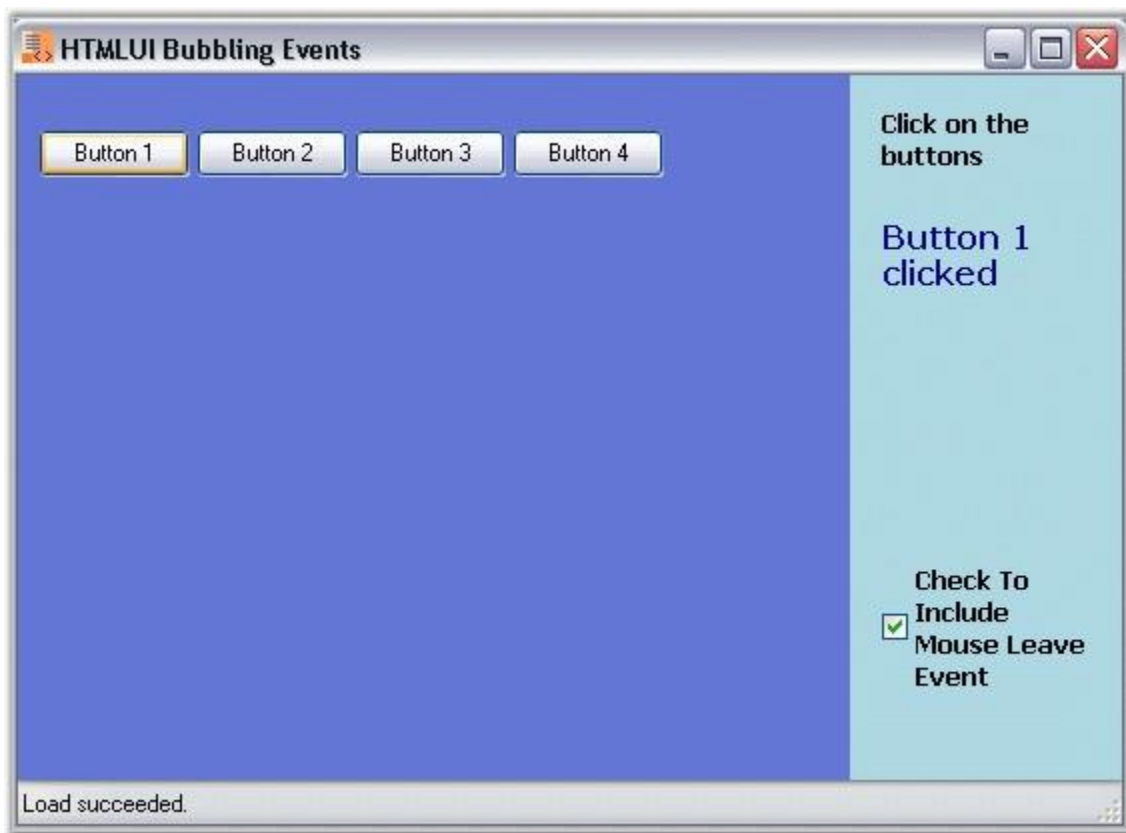 HTMLUI Bubbling Events
Button 1
Button 2
Button 3
Button 4
Click on the
buttons
Button 1
clicked
Check To
Include
Mouse Leave
Event
Load succeeded.